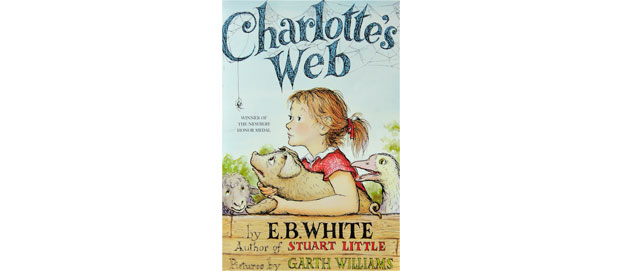 Charlotte's
Web
WINNER OF
THE NEWBERY
HONOR MEDAL
by E.B.WHITE
Author of STUART LITTLE
Pictures by GARTH WILLIAMS